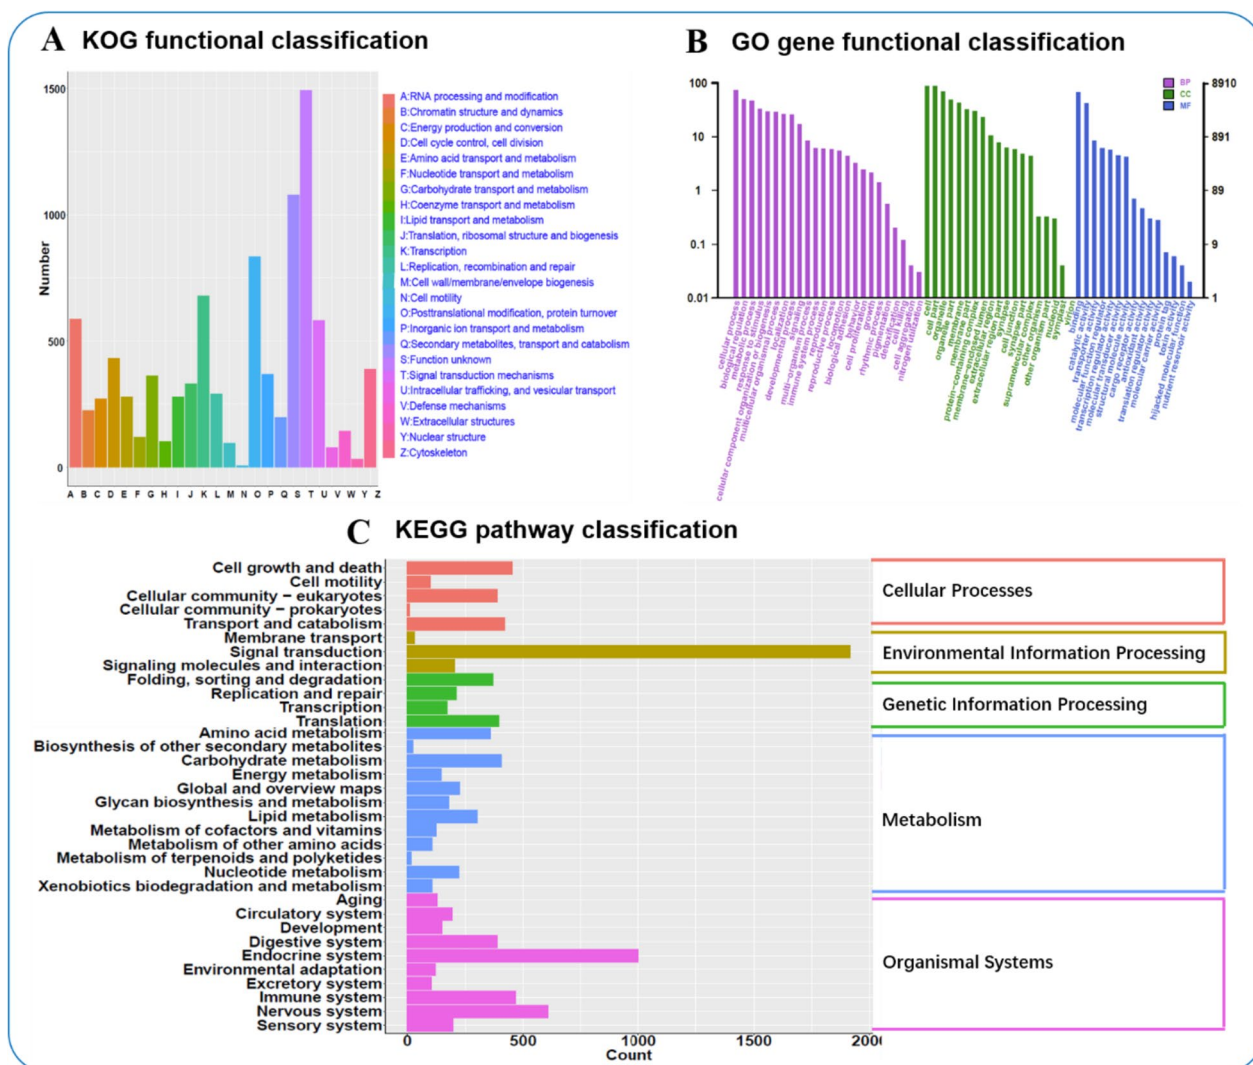 A KOG functional classification
1500
1000
500
0
Number
A B C D E F G H I J K L M N O P Q S T U V W Y Z
A:RNA processing and modification
B:Chromatin structure and dynamics
C:Energy production and conversion
D:Cell cycle control, cell division
E:Amino acid transport and metabolism
F:Nucleotide transport and metabolism
G:Carbohydrate transport and metabolism
H:Coenzyme transport and metabolism
I:Lipid transport and metabolism
J:Translation, ribosomal structure and biogenesis
K:Transcription
L:Replication, recombination and repair
M:Cell wall/membrane/envelope biogenesis
N:Cell motility
O:Posttranslational modification, protein turnover
P:Inorganic ion transport and metabolism
Q:Secondary metabolites, transport and catabolism
S:Function unknown
T:Signal transduction mechanisms
U:Intracellular trafficking, and vesicular transport
V:Defense mechanisms
W:Extracellular structures
Y:Nuclear structure
Z:Cytoskeleton
B GO gene functional classification
100
10
1
0.1
0.01
BP
CC
MF
8910
891
89
9
1
cellular process
biological regulation
metabolic process
response to stimulus
cellular component organization or biogenesis
multicellular organismal process
localization
developmental process
signaling
multi-organism process
immune system process
reproduction
reproductive process
locomotion
biological adhesion
behavior
cell proliferation
growth
rhythmic process
pigmentation
detoxification
cell killing
cell aggregation
nitrogen utilization
cell
cell part
organelle
membrane
organelle part
membrane part
protein-containing complex
membrane-enclosed lumen
extracellular region
extracellular region part
synapse
cell junction
synapse part
supramolecular complex
other organism
other organism part
nucleoid
symplast
virion
binding
catalytic activity
transporter activity
molecular function regulator
transcription regulator activity
molecular transducer activity
structural molecule activity
cargo receptor activity
antioxidant activity
translation regulator activity
molecular carrier activity
protein tag
hijacked molecular function
toxin activity
nutrient reservoir activity
C KEGG pathway classification
Cell growth and death
Cell motility
Cellular community − eukaryotes
Cellular community − prokaryotes
Transport and catabolism
Membrane transport
Signal transduction
Signaling molecules and interaction
Folding, sorting and degradation
Replication and repair
Transcription
Translation
Amino acid metabolism
Biosynthesis of other secondary metabolites
Carbohydrate metabolism
Energy metabolism
Global and overview maps
Glycan biosynthesis and metabolism
Lipid metabolism
Metabolism of cofactors and vitamins
Metabolism of other amino acids
Metabolism of terpenoids and polyketides
Nucleotide metabolism
Xenobiotics biodegradation and metabolism
Aging
Circulatory system
Development
Digestive system
Endocrine system
Environmental adaptation
Excretory system
Immune system
Nervous system
Sensory system
Cellular Processes
Environmental Information Processing
Genetic Information Processing
Metabolism
Organismal Systems
0 500 1000 1500 2000
Count